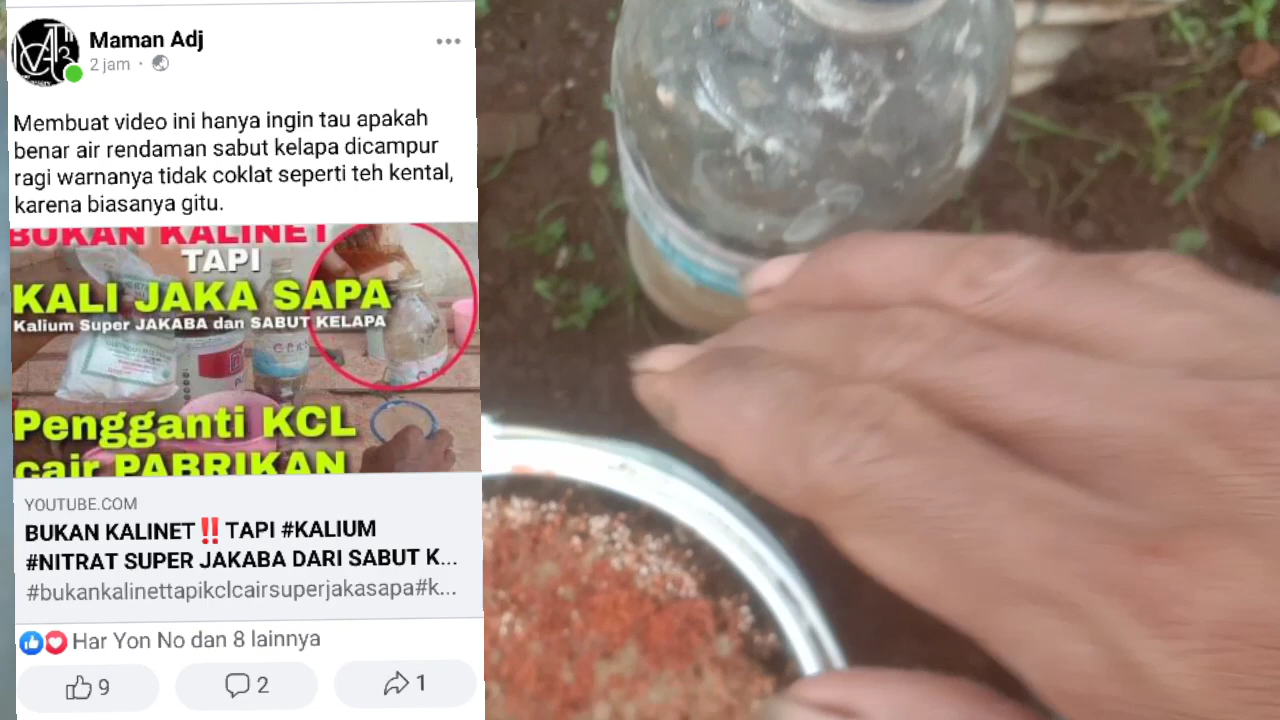 Maman Adj
2 jam
Membuat video ini hanya ingin tau apakah
benar air rendaman sabut kelapa dicampur
ragi warnanya tidak coklat seperti teh kental,
karena biasanya gitu.
BUKAN KALINET
TAPI
KALI JAKA SAPA
Kalium Super JAKABA dan SABUT KELAPA
Pengganti KCL
cair PABRIKAN
YOUTUBE.COM
BUKAN KALINET‼️TAPI #KALIUM
#NITRAT SUPER JAKABA DARI SABUT K...
#bukankalinettapikclcairsuperjakasapa#k...
Har Yon No dan 8 lainnya
9 2 1